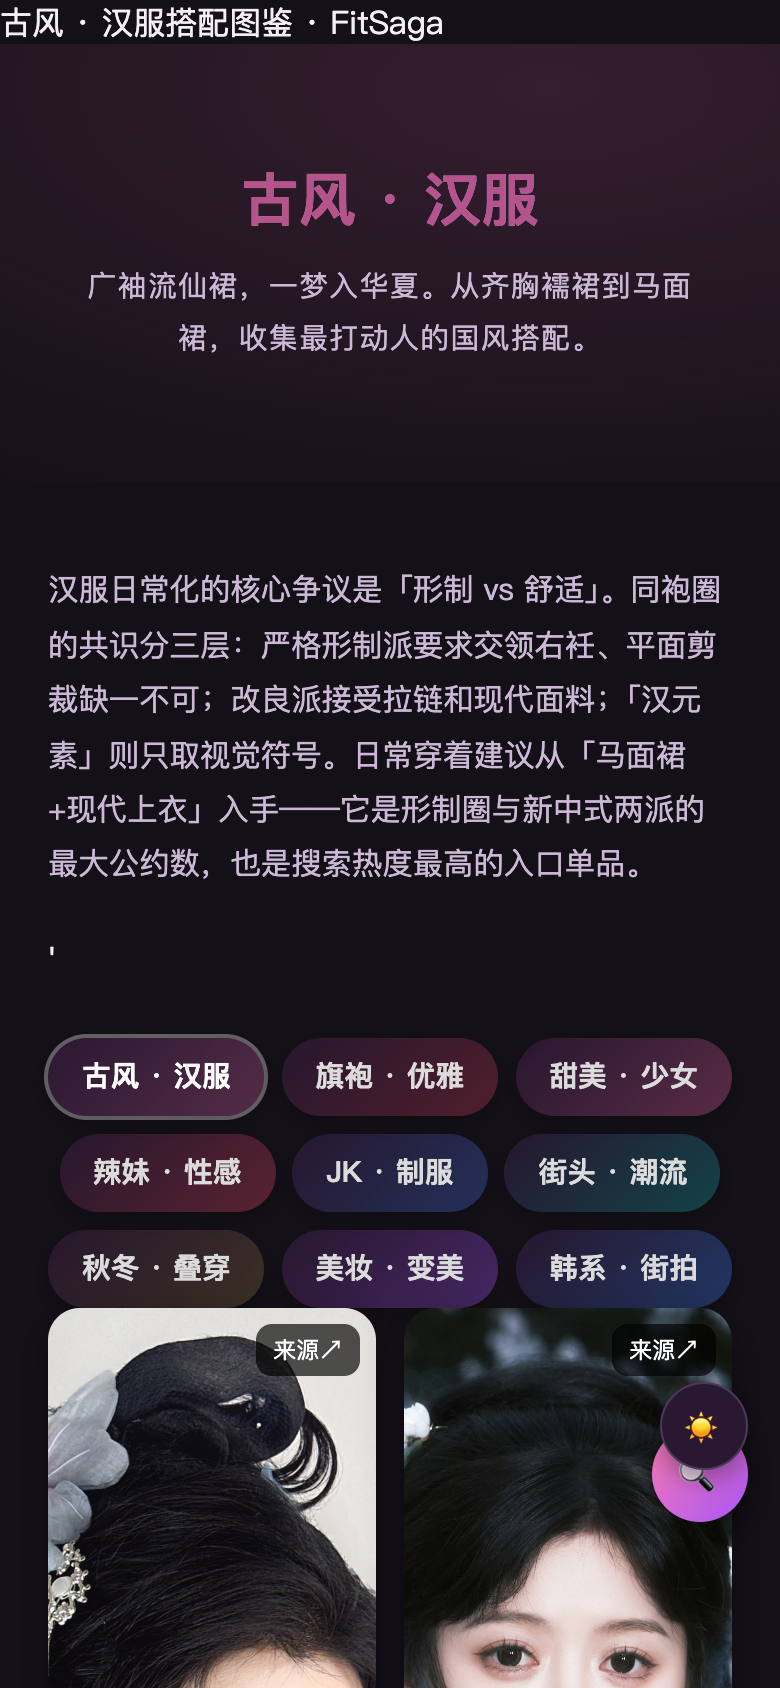 古风 · 汉服搭配图鉴 · FitSaga
古风 · 汉服
广袖流仙裙，一梦入华夏。从齐胸襦裙到马面
裙，收集最打动人的国风搭配。
汉服日常化的核心争议是「形制 vs 舒适」。同袍圈
的共识分三层：严格形制派要求交领右衽、平面剪
裁缺一不可；改良派接受拉链和现代面料；「汉元
素」则只取视觉符号。日常穿着建议从「马面裙
+现代上衣」入手——它是形制圈与新中式两派的
最大公约数，也是搜索热度最高的入口单品。
'
古风 · 汉服
旗袍 · 优雅
甜美 · 少女
辣妹 · 性感
JK · 制服
街头 · 潮流
秋冬 · 叠穿
美妆 · 变美
韩系 · 街拍
来源↗
来源↗